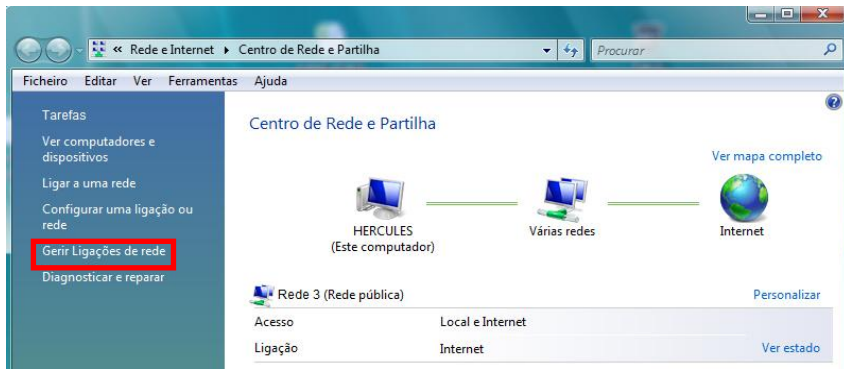 « Rede e Internet ▸ Centro de Rede e Partilha
Procurar
Ficheiro Editar Ver Ferramentas Ajuda
Tarefas
Ver computadores e
dispositivos
Ligar a uma rede
Configurar uma ligação ou
rede
Gerir Ligações de rede
Diagnosticar e reparar
Centro de Rede e Partilha
Ver mapa completo
HERCULES
(Este computador)
Várias redes
Internet
Rede 3 (Rede pública)
Personalizar
Acesso Local e Internet
Ligação Internet Ver estado